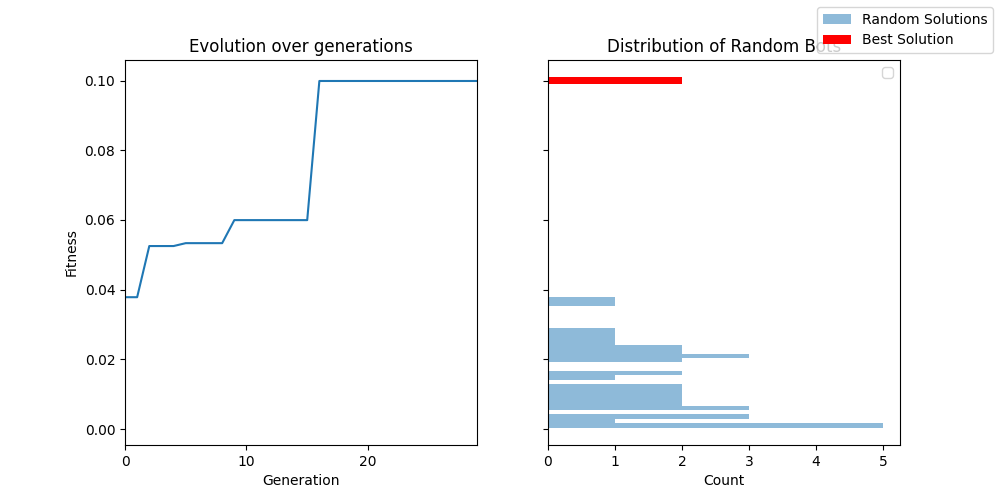 Random Solutions
Best Solution
Evolution over generations
Distribution of Random Bots
0.10
0.08
0.06
0.04
0.02
0.00
Fitness
0 10 20
Generation
0 1 2 3 4 5
Count